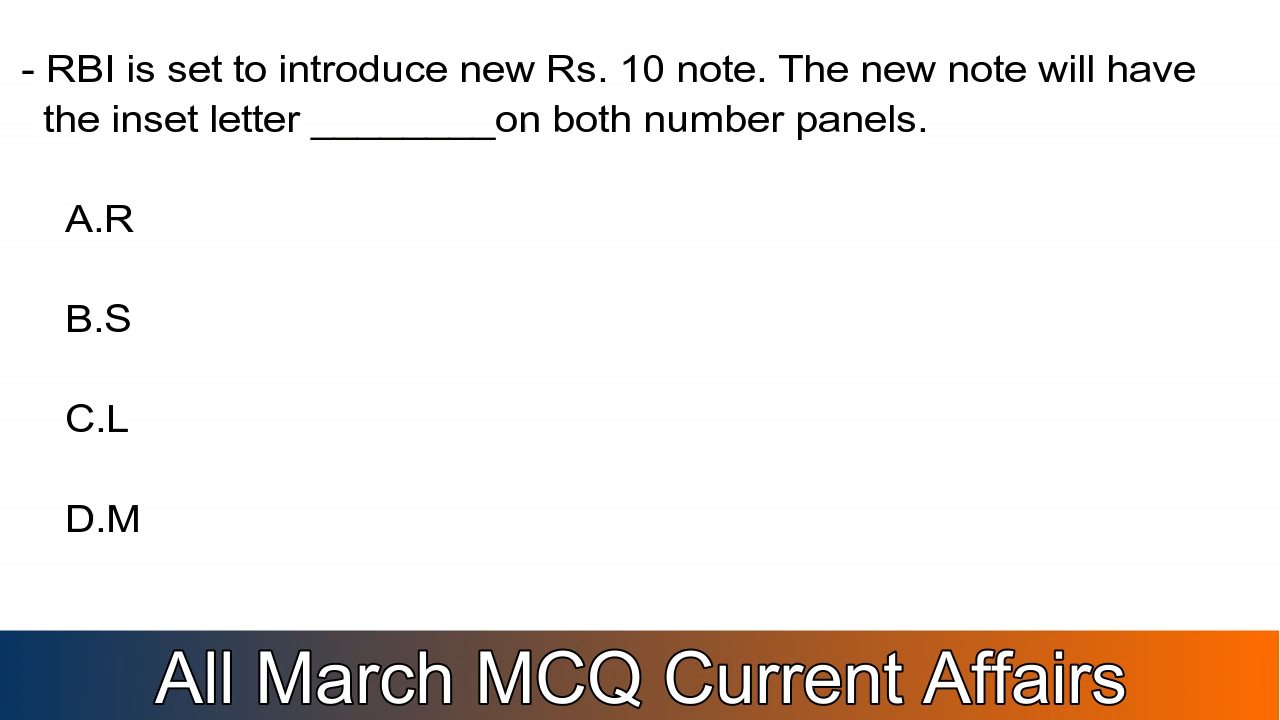 - RBI is set to introduce new Rs. 10 note. The new note will have
the inset letter ________on both number panels.
A.R
B.S
C.L
D.M
All March MCQ Current Affairs